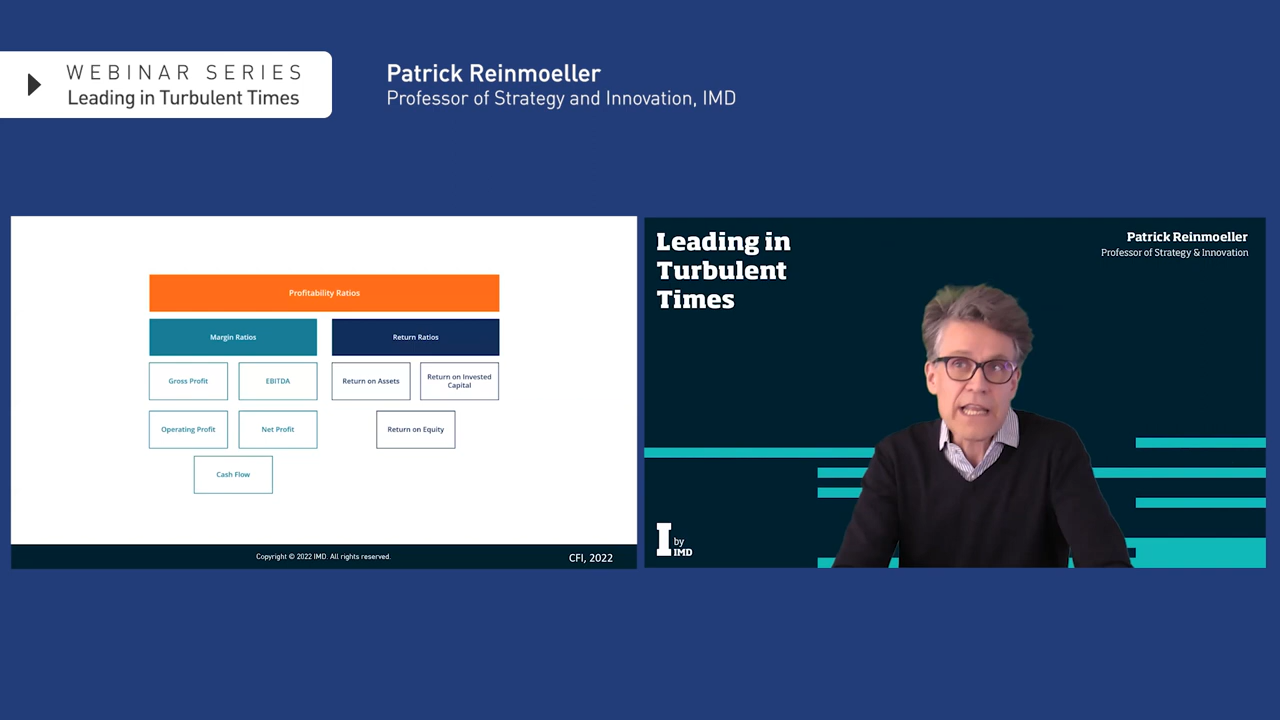 WEBINAR SERIES
Leading in Turbulent Times
Patrick Reinmoeller
Professor of Strategy and Innovation, IMD
Profitability Ratios
Margin Ratios
Return Ratios
Gross Profit
EBITDA
Return on Assets
Return on Invested
Capital
Operating Profit
Net Profit
Return on Equity
Cash Flow
Copyright © 2022 IMD. All rights reserved.
CFI, 2022
Leading in
Turbulent
Times
Patrick Reinmoeller
Professor of Strategy & Innovation
I by
IMD